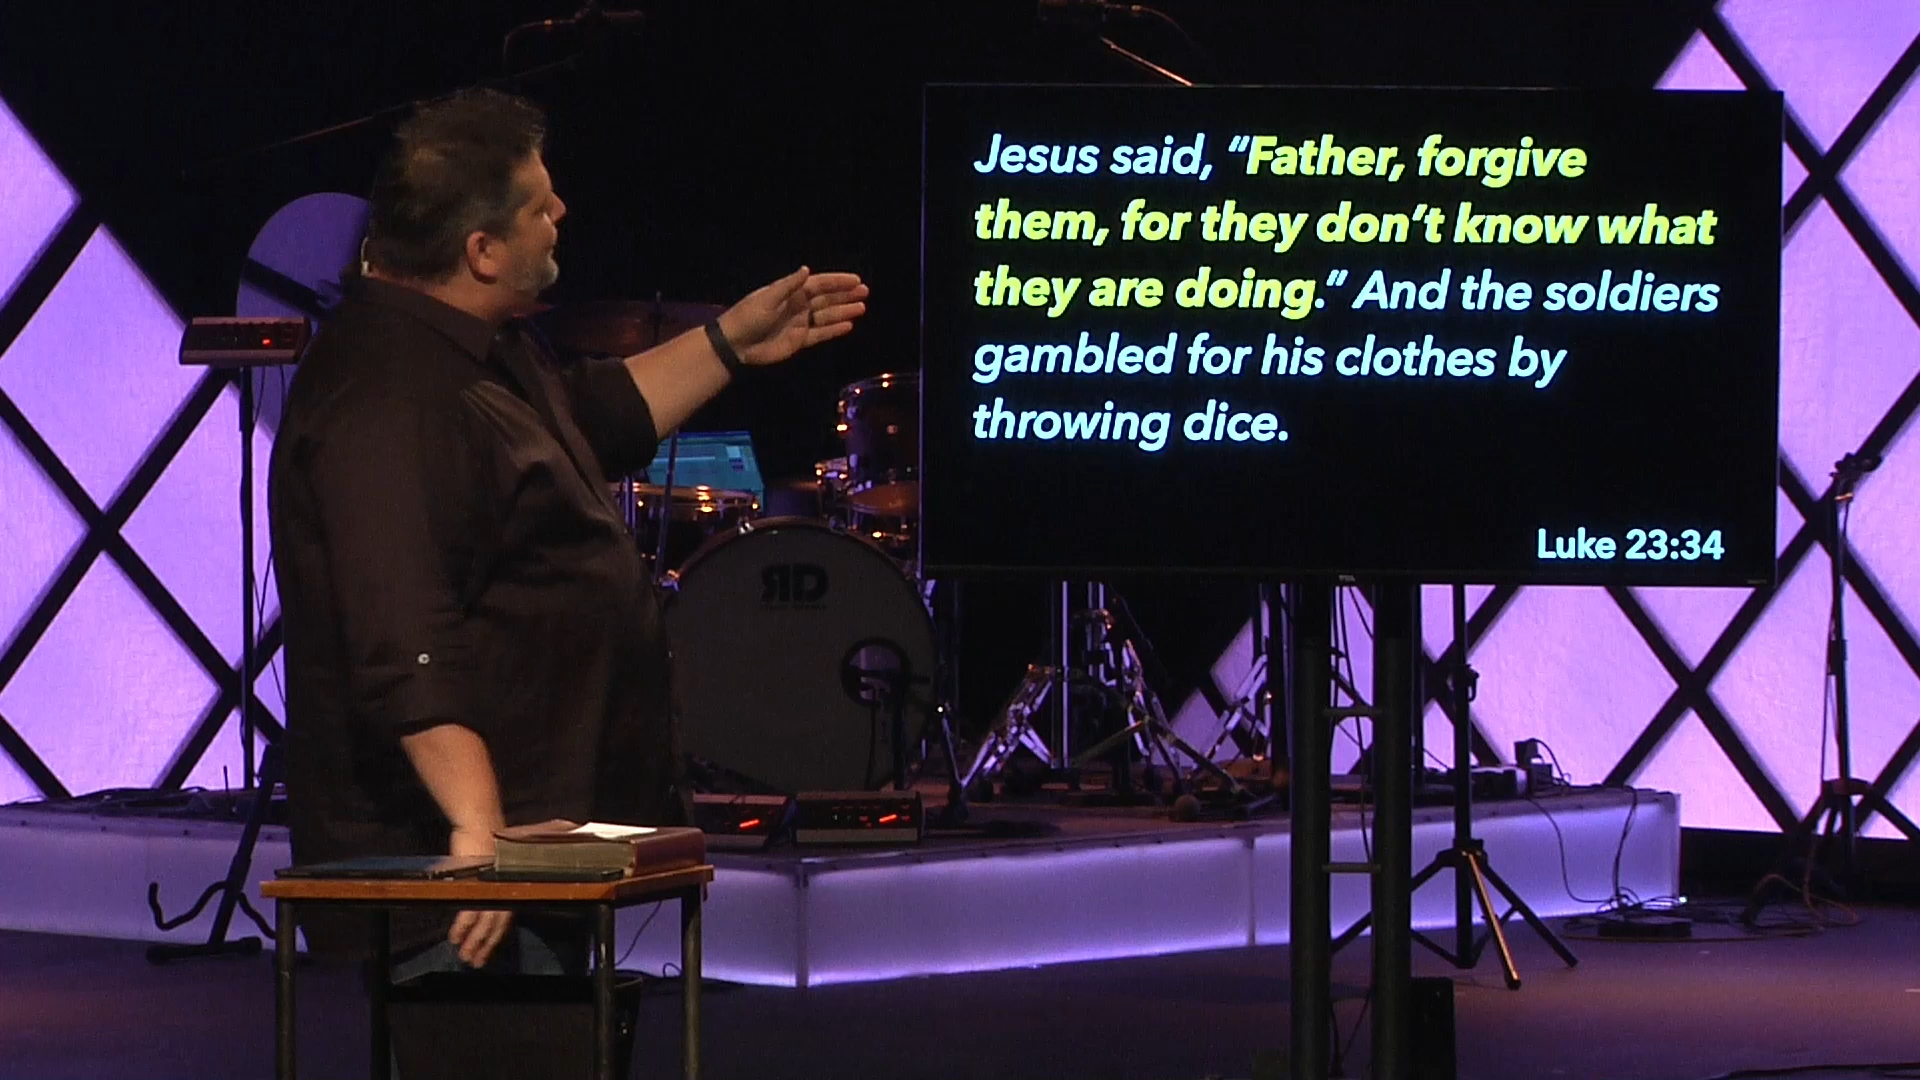 Jesus said, “Father, forgive
them, for they don’t know what
they are doing.” And the soldiers
gambled for his clothes by
throwing dice.
Luke 23:34